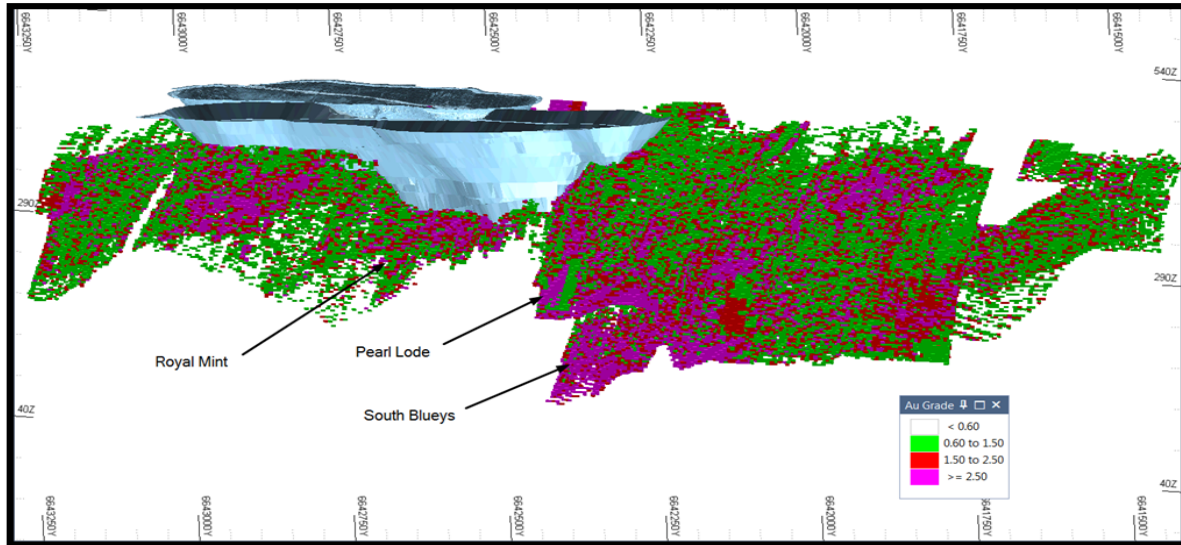 6643250Y
6643000Y
6642750Y
6642500Y
6642250Y
6642000Y
6641750Y
6641500Y
540Z
290Z
290Z
Royal Mint
Pearl Lode
South Blueys
40Z
Au Grade
< 0.60
0.60 to 1.50
1.50 to 2.50
>= 2.50
40Z
6643250Y
6643000Y
6642750Y
6642500Y
6642250Y
6642000Y
6641750Y
6641500Y